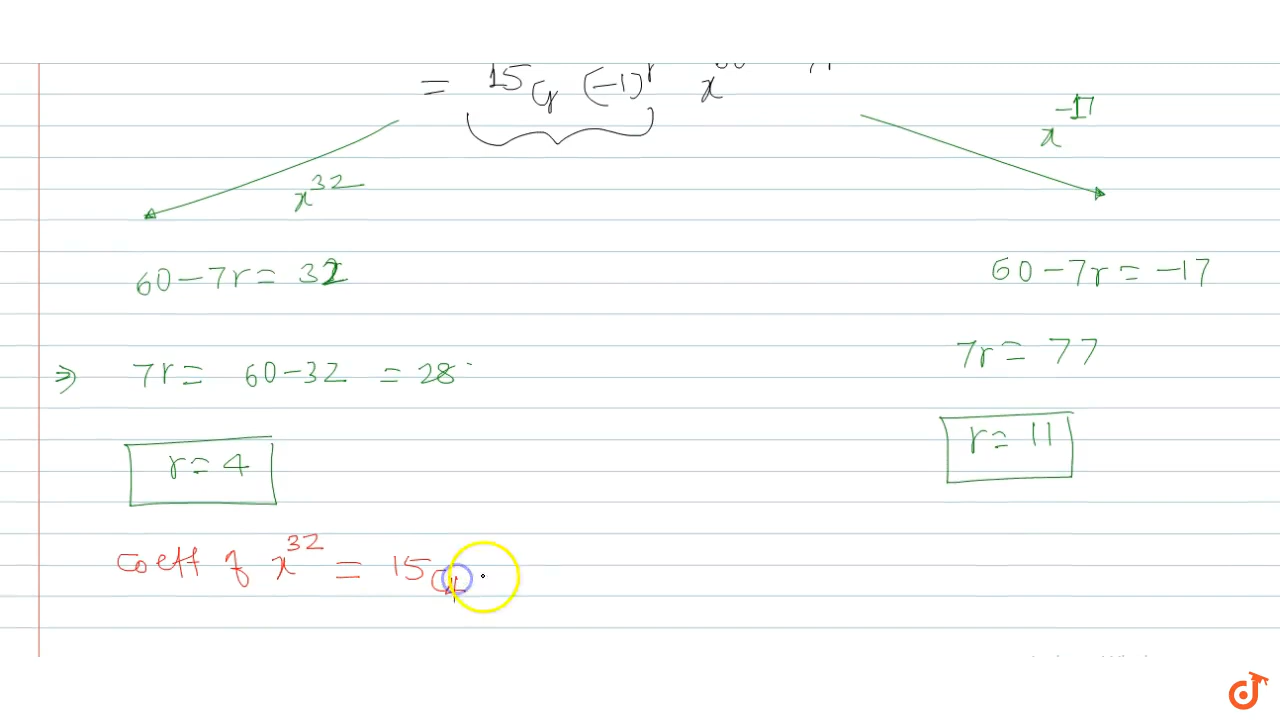 = 15Cr (-1)^r x
x^32
x^-17
60-7r = 32
60-7r = -17
⇒ 7r = 60-32 = 28
7r = 77
r = 4
r = 11
coeff of x^32 = 15C4